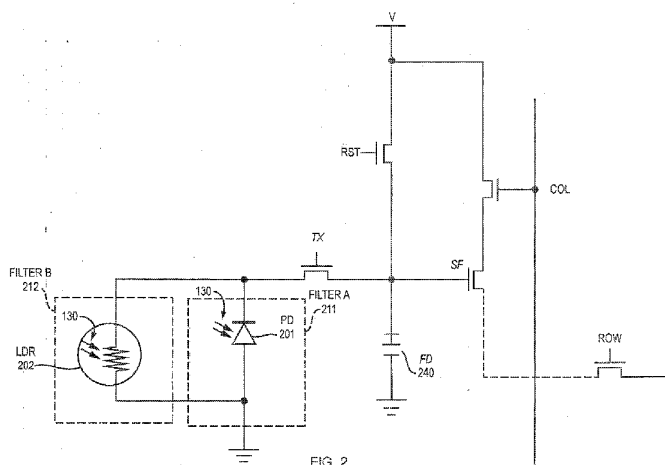 V
RST
COL
TX
SF
FILTER B
212
130
LDR
202
130
PD
201
FILTER A
211
FD
240
ROW
FIG. 2